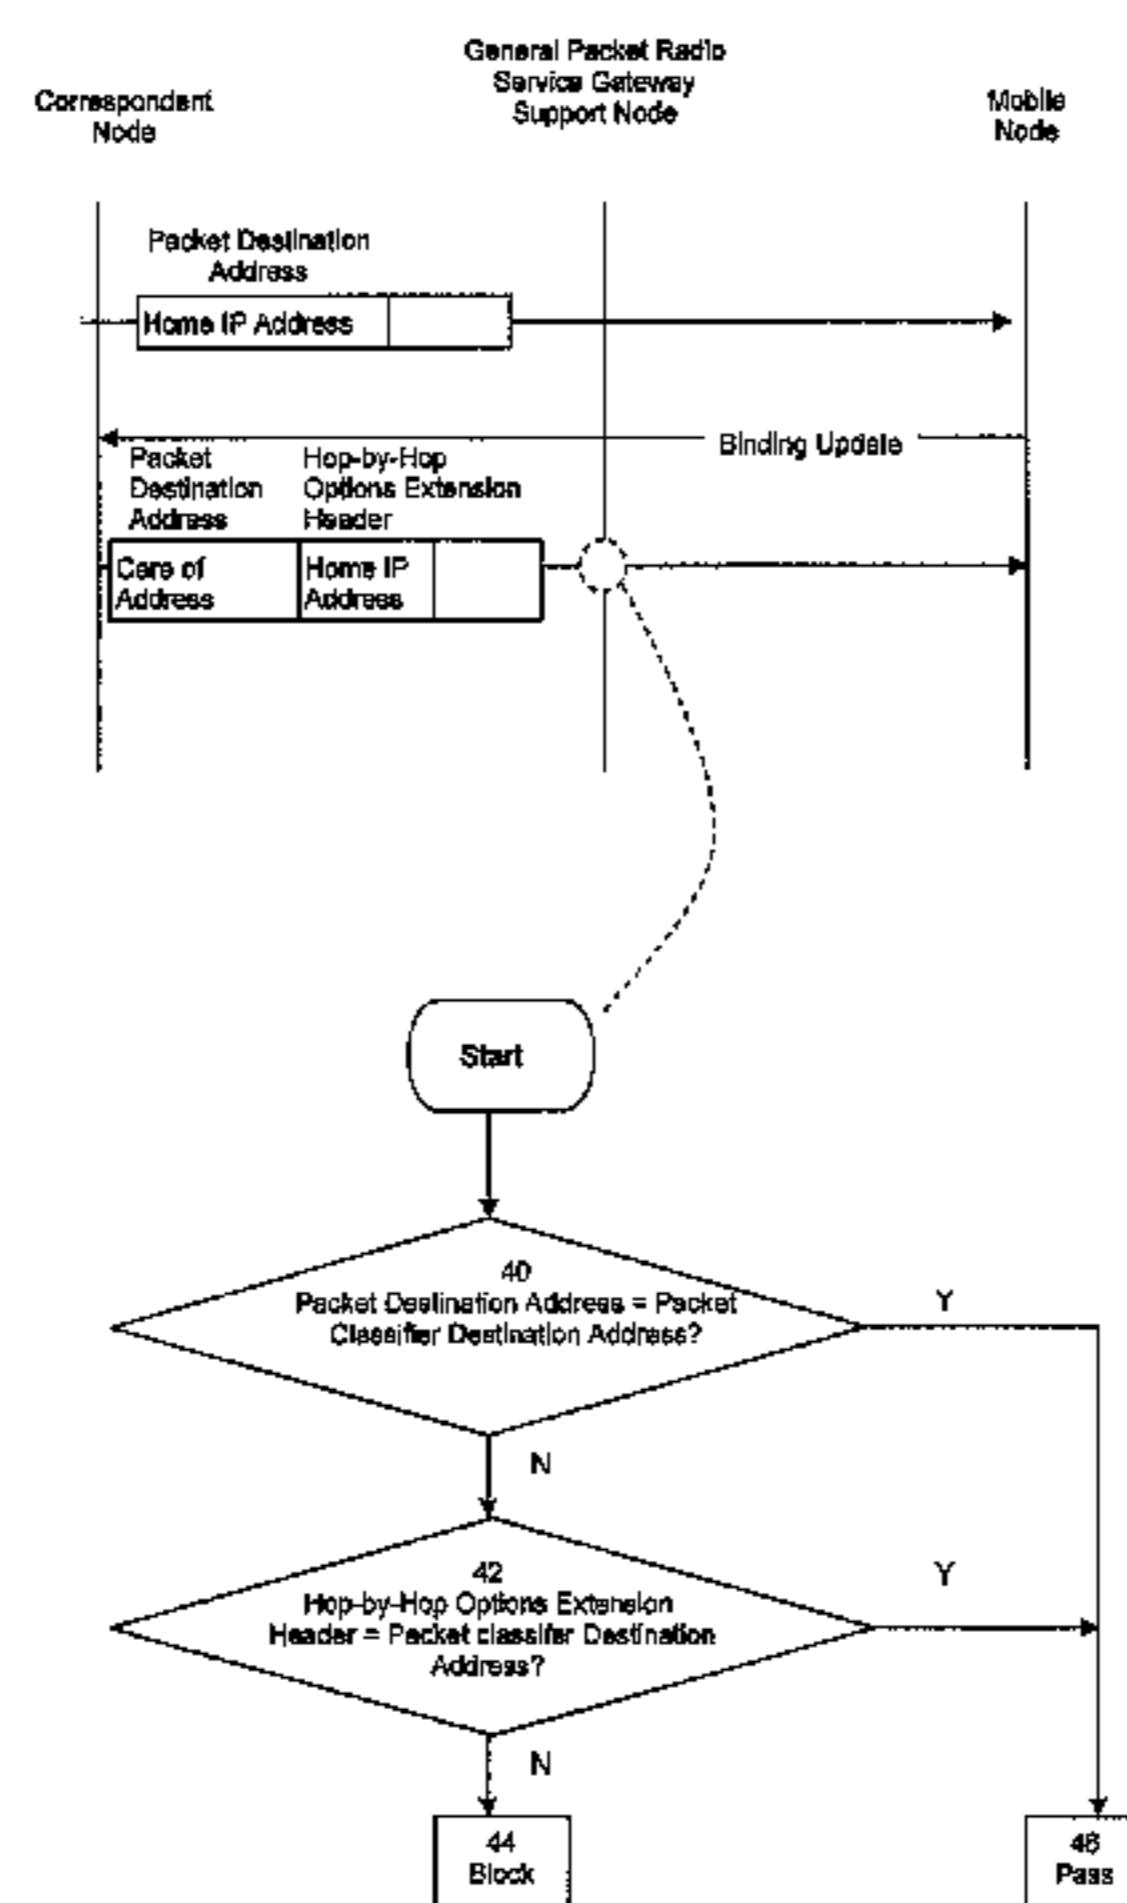 General Packet Radio
Service Gateway
Support Node
Correspondent
Node
Mobile
Node
Packet Destination
Address
Home IP Address
Binding Update
Packet
Destination
Address
Hop-by-Hop
Options Extension
Header
Care of
Address
Home IP
Address
Start
40
Packet Destination Address = Packet
Classifier Destination Address?
Y
N
42
Hop-by-Hop Options Extension
Header = Packet classifer Destination
Address?
Y
N
44
Block
46
Pass